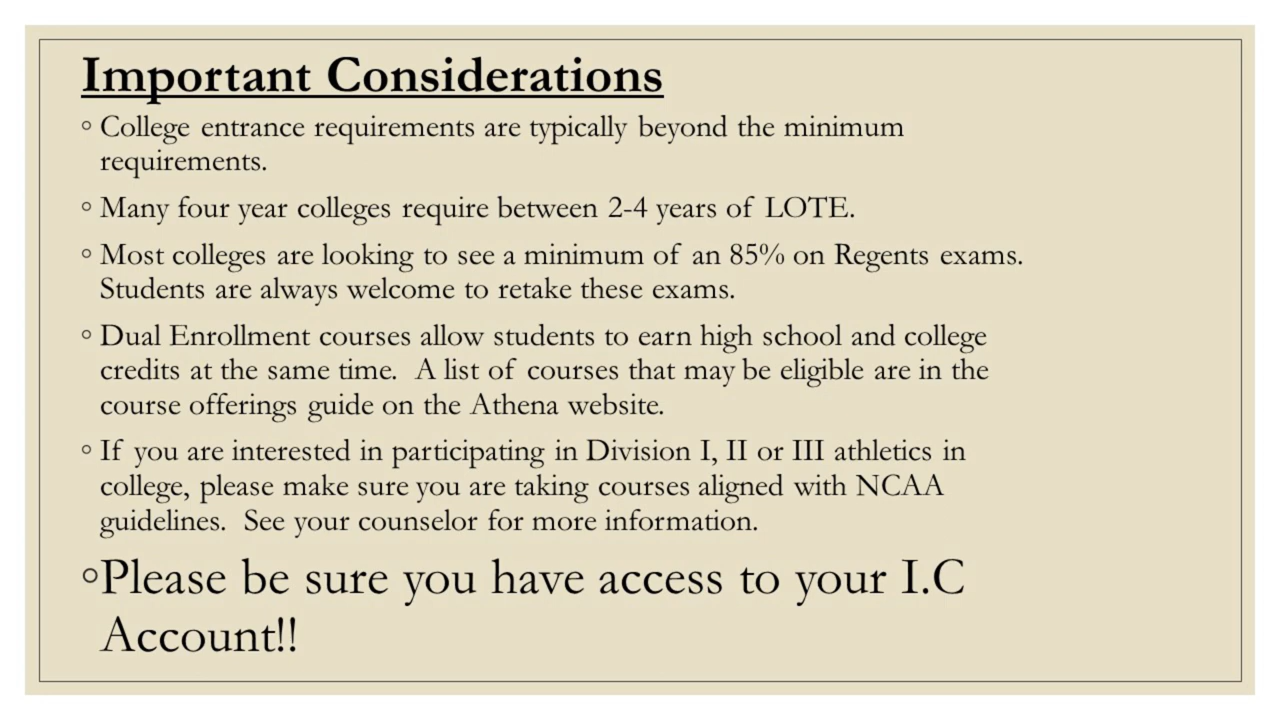 Important Considerations
◦ College entrance requirements are typically beyond the minimum
requirements.
◦ Many four year colleges require between 2-4 years of LOTE.
◦ Most colleges are looking to see a minimum of an 85% on Regents exams.
Students are always welcome to retake these exams.
◦ Dual Enrollment courses allow students to earn high school and college
credits at the same time.  A list of courses that may be eligible are in the
course offerings guide on the Athena website.
◦ If you are interested in participating in Division I, II or III athletics in
college, please make sure you are taking courses aligned with NCAA
guidelines.  See your counselor for more information.
◦Please be sure you have access to your I.C
Account!!